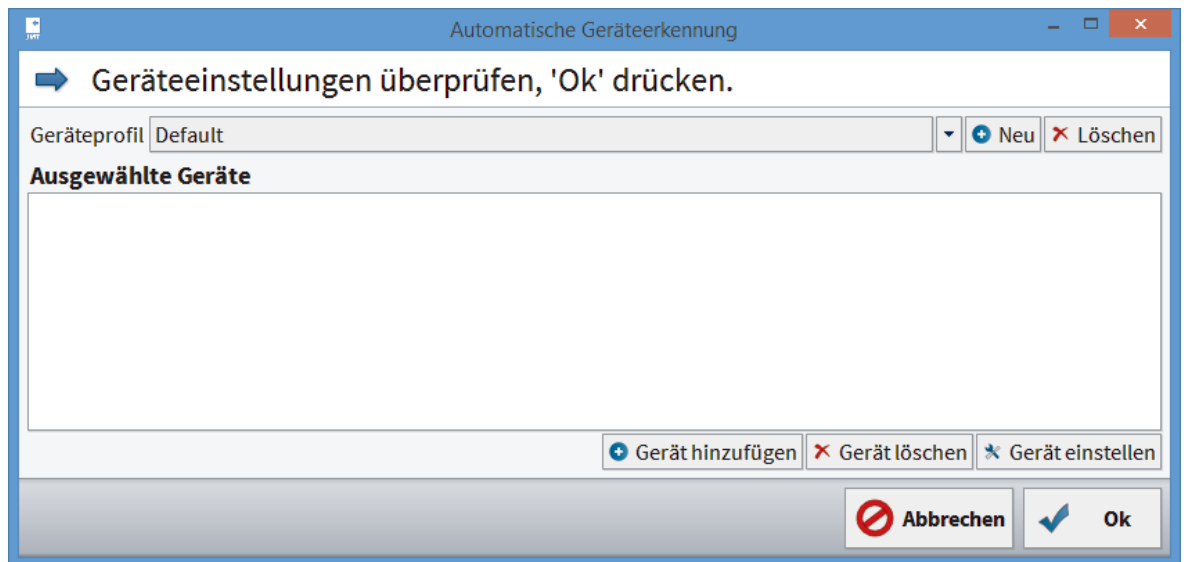 Automatische Geräteerkennung
Geräteeinstellungen überprüfen, 'Ok' drücken.
Geräteprofil Default Neu Löschen
Ausgewählte Geräte
Gerät hinzufügen Gerät löschen Gerät einstellen
Abbrechen Ok